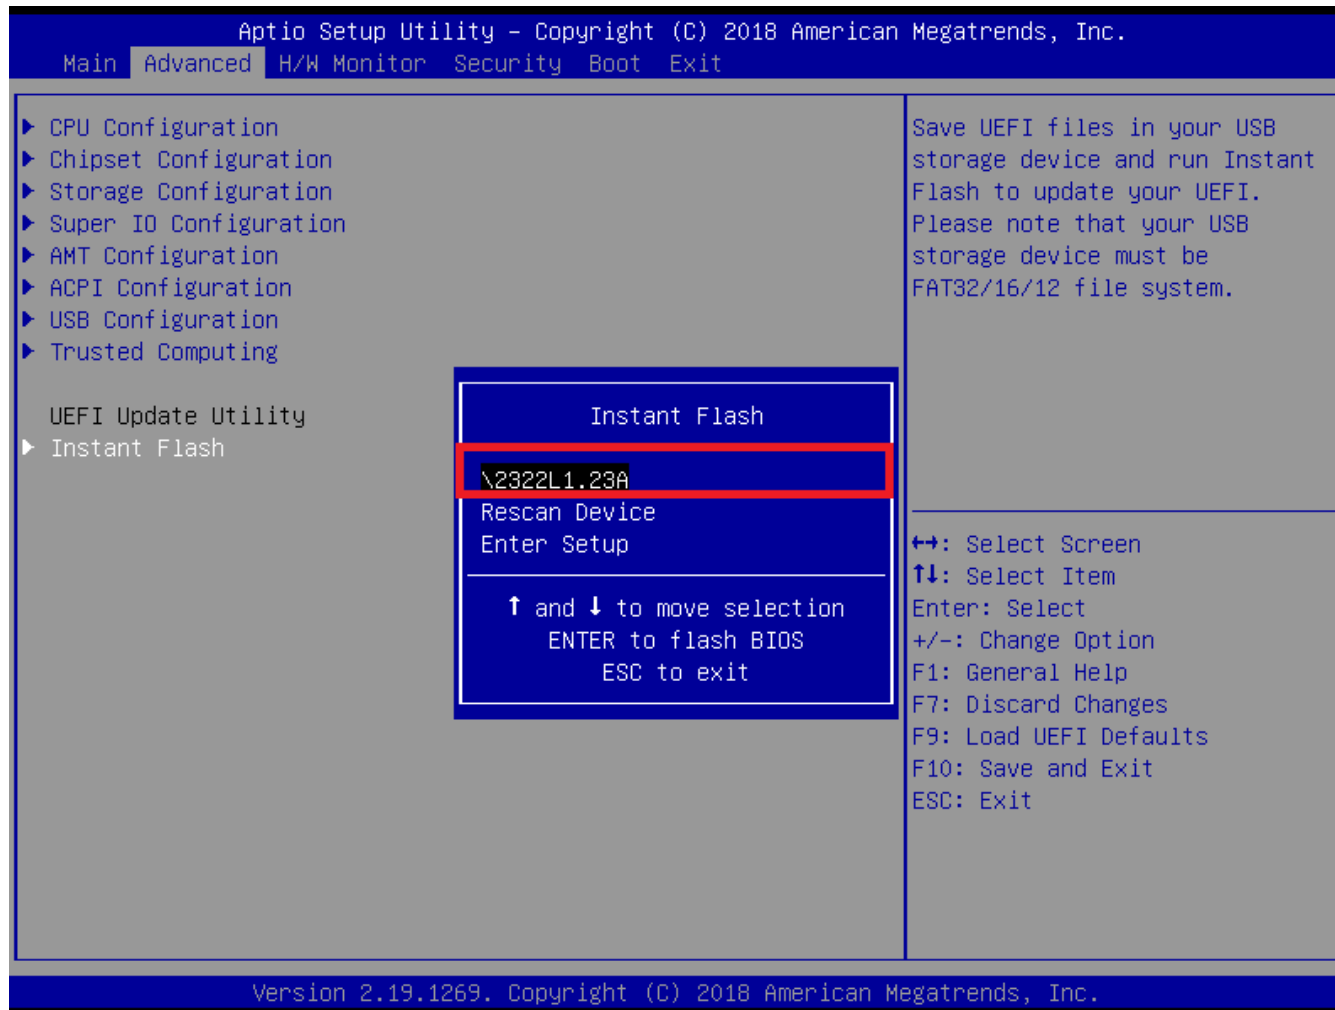 Aptio Setup Utility – Copyright (C) 2018 American Megatrends, Inc.
Main Advanced H/W Monitor Security Boot Exit
CPU Configuration
Chipset Configuration
Storage Configuration
Super IO Configuration
AMT Configuration
ACPI Configuration
USB Configuration
Trusted Computing
UEFI Update Utility
Instant Flash
Instant Flash
\2322L1.23A
Rescan Device
Enter Setup
↑ and ↓ to move selection
ENTER to flash BIOS
ESC to exit
Save UEFI files in your USB
storage device and run Instant
Flash to update your UEFI.
Please note that your USB
storage device must be
FAT32/16/12 file system.
↔: Select Screen
↑↓: Select Item
Enter: Select
+/-: Change Option
F1: General Help
F7: Discard Changes
F9: Load UEFI Defaults
F10: Save and Exit
ESC: Exit
Version 2.19.1269. Copyright (C) 2018 American Megatrends, Inc.